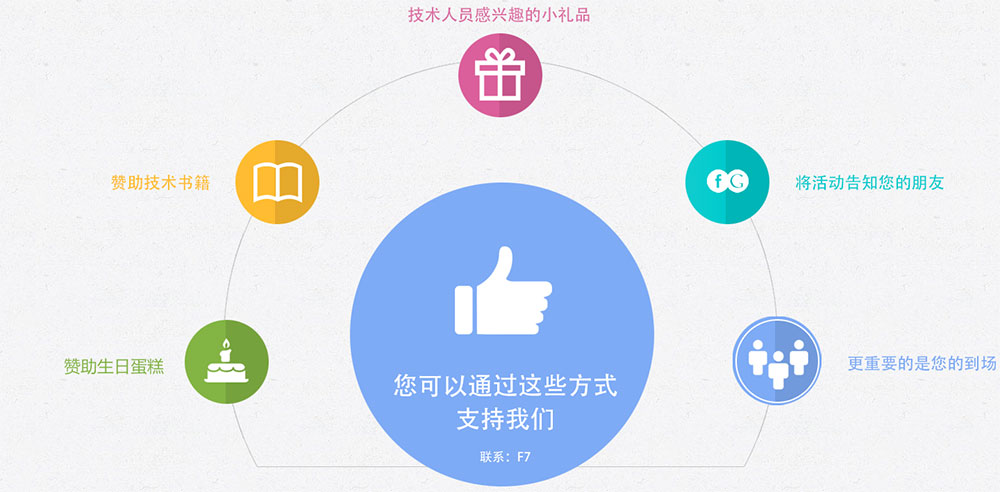 技术人员感兴趣的小礼品
赞助技术书籍
fG
将活动告知您的朋友
赞助生日蛋糕
更重要的是您的到场
您可以通过这些方式
支持我们
联系：F7